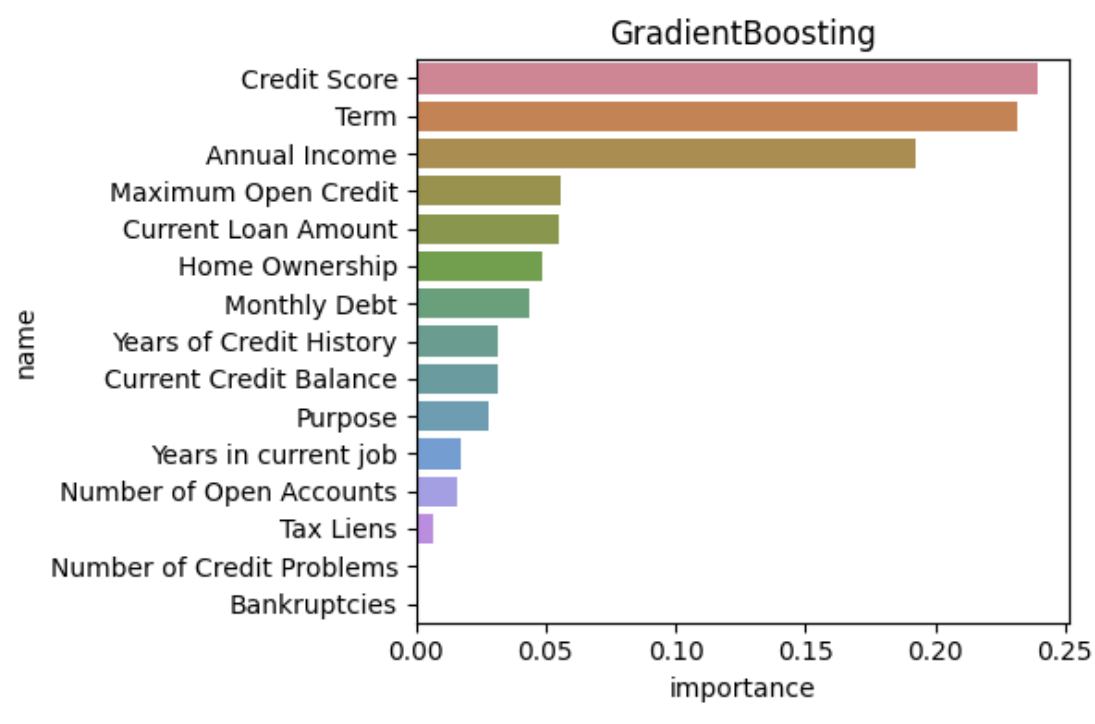 GradientBoosting
Credit Score
Term
Annual Income
Maximum Open Credit
Current Loan Amount
Home Ownership
Monthly Debt
Years of Credit History
Current Credit Balance
Purpose
Years in current job
Number of Open Accounts
Tax Liens
Number of Credit Problems
Bankruptcies
name
0.00 0.05 0.10 0.15 0.20 0.25
importance